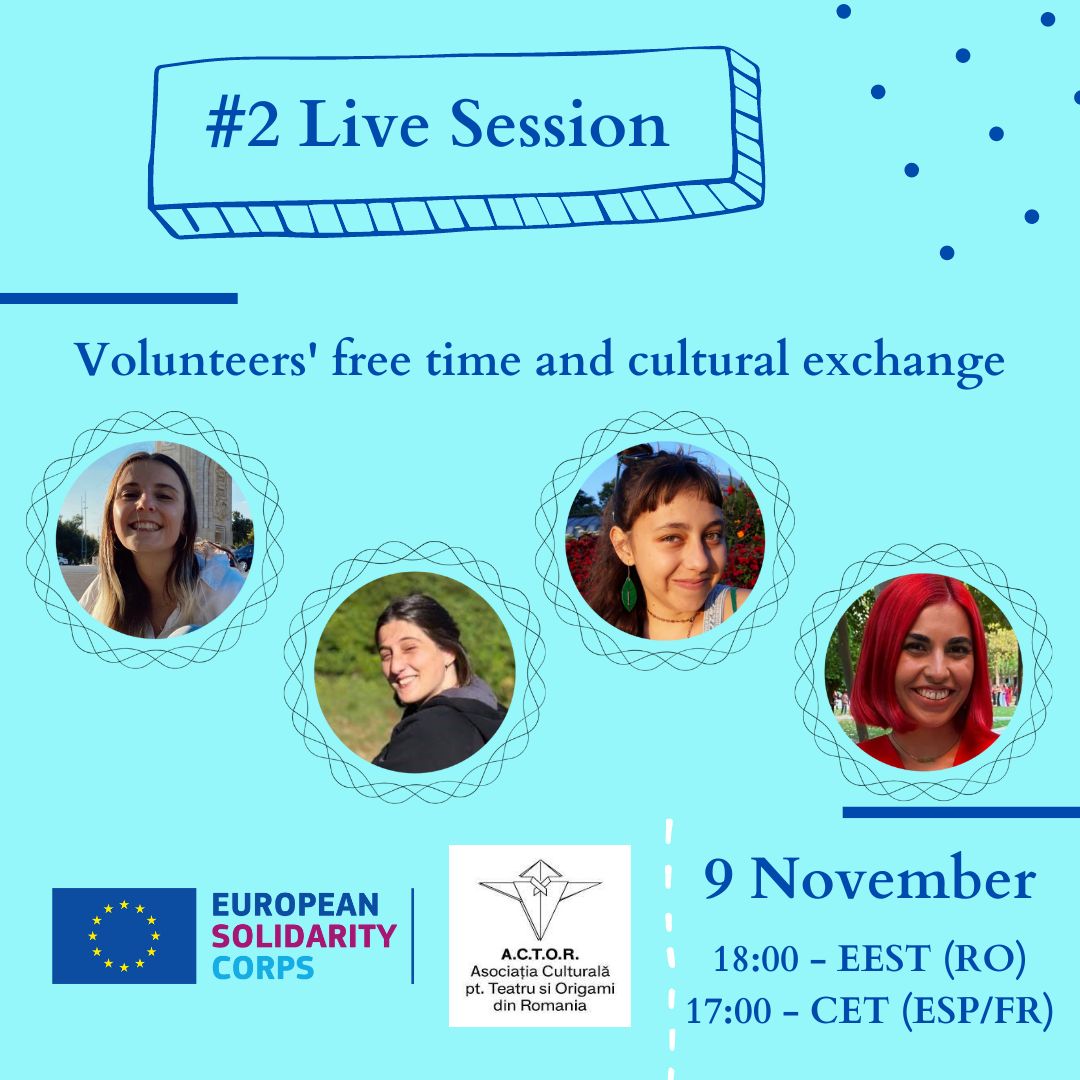 #2 Live Session
Volunteers' free time and cultural exchange
EUROPEAN
SOLIDARITY
CORPS
A.C.T.O.R.
Asociația Culturală
pt. Teatru si Origami
din Romania
9 November
18:00 - EEST (RO)
17:00 - CET (ESP/FR)